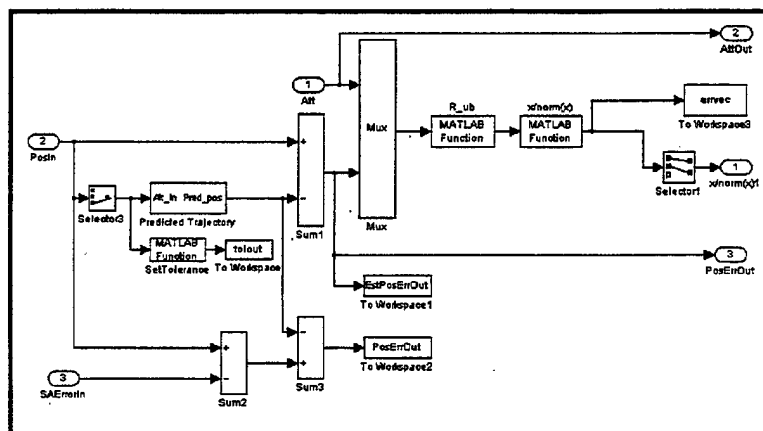 2
AttOut
1
Att
R_ub
x/norm(x)
MATLAB
Function
MATLAB
Function
errvec
To Workspace3
Mux
Mux
2
PosIn
+
-
Sum1
Selector3
Alt_in Pred_pos
Predicted Trajectory
MATLAB
Function
SetTolerance
tolout
To Workspace
Selector1
1
x/norm(x)1
3
PosErrOut
EstPosErrOut
To Workspace1
-
+
Sum3
PosErrOut
To Workspace2
+
-
Sum2
3
SAErrorIn